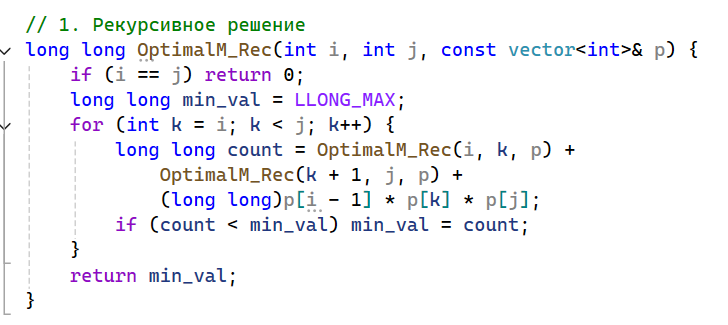 // 1. Рекурсивное решение
long long OptimalM_Rec(int i, int j, const vector<int>& p) {
    if (i == j) return 0;
    long long min_val = LLONG_MAX;
    for (int k = i; k < j; k++) {
        long long count = OptimalM_Rec(i, k, p) +
            OptimalM_Rec(k + 1, j, p) +
            (long long)p[i - 1] * p[k] * p[j];
        if (count < min_val) min_val = count;
    }
    return min_val;
}